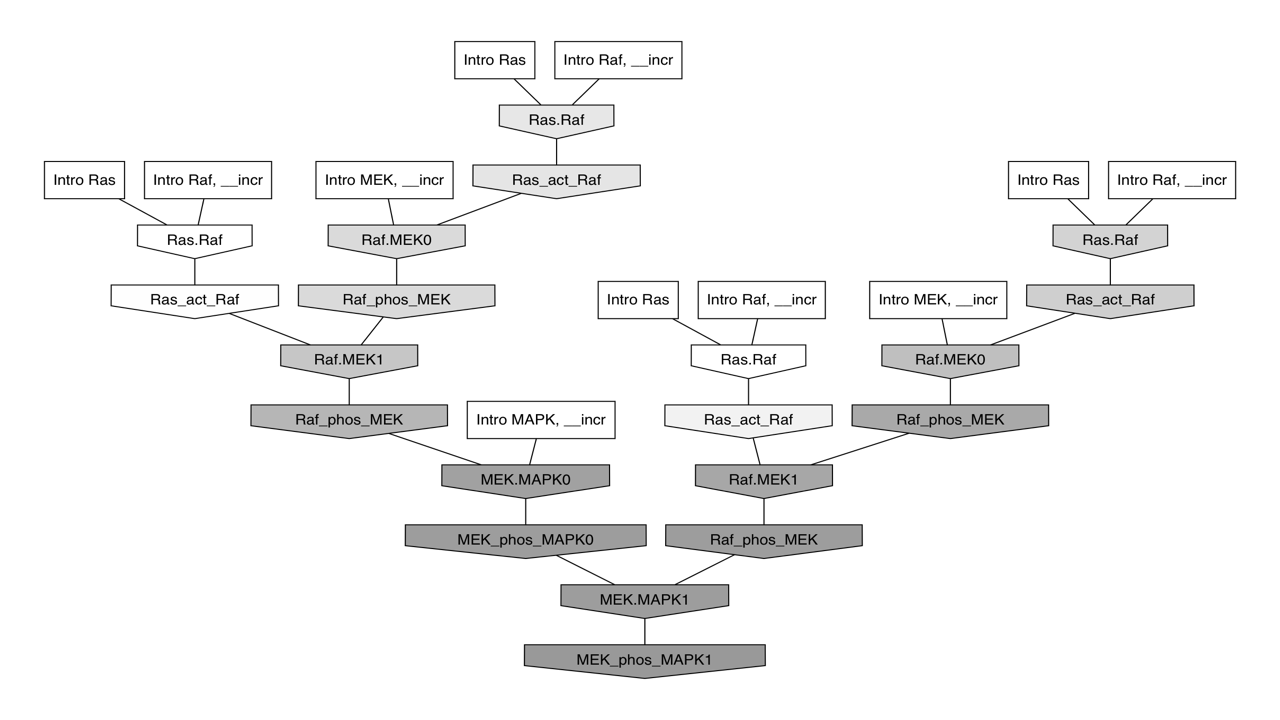 Intro Ras
Intro Raf, __incr
Ras.Raf
Intro Ras
Intro Raf, __incr
Intro MEK, __incr
Ras_act_Raf
Intro Ras
Intro Raf, __incr
Ras.Raf
Raf.MEK0
Ras.Raf
Ras_act_Raf
Raf_phos_MEK
Intro Ras
Intro Raf, __incr
Intro MEK, __incr
Ras_act_Raf
Raf.MEK1
Ras.Raf
Raf.MEK0
Raf_phos_MEK
Intro MAPK, __incr
Ras_act_Raf
Raf_phos_MEK
MEK.MAPK0
Raf.MEK1
MEK_phos_MAPK0
Raf_phos_MEK
MEK.MAPK1
MEK_phos_MAPK1